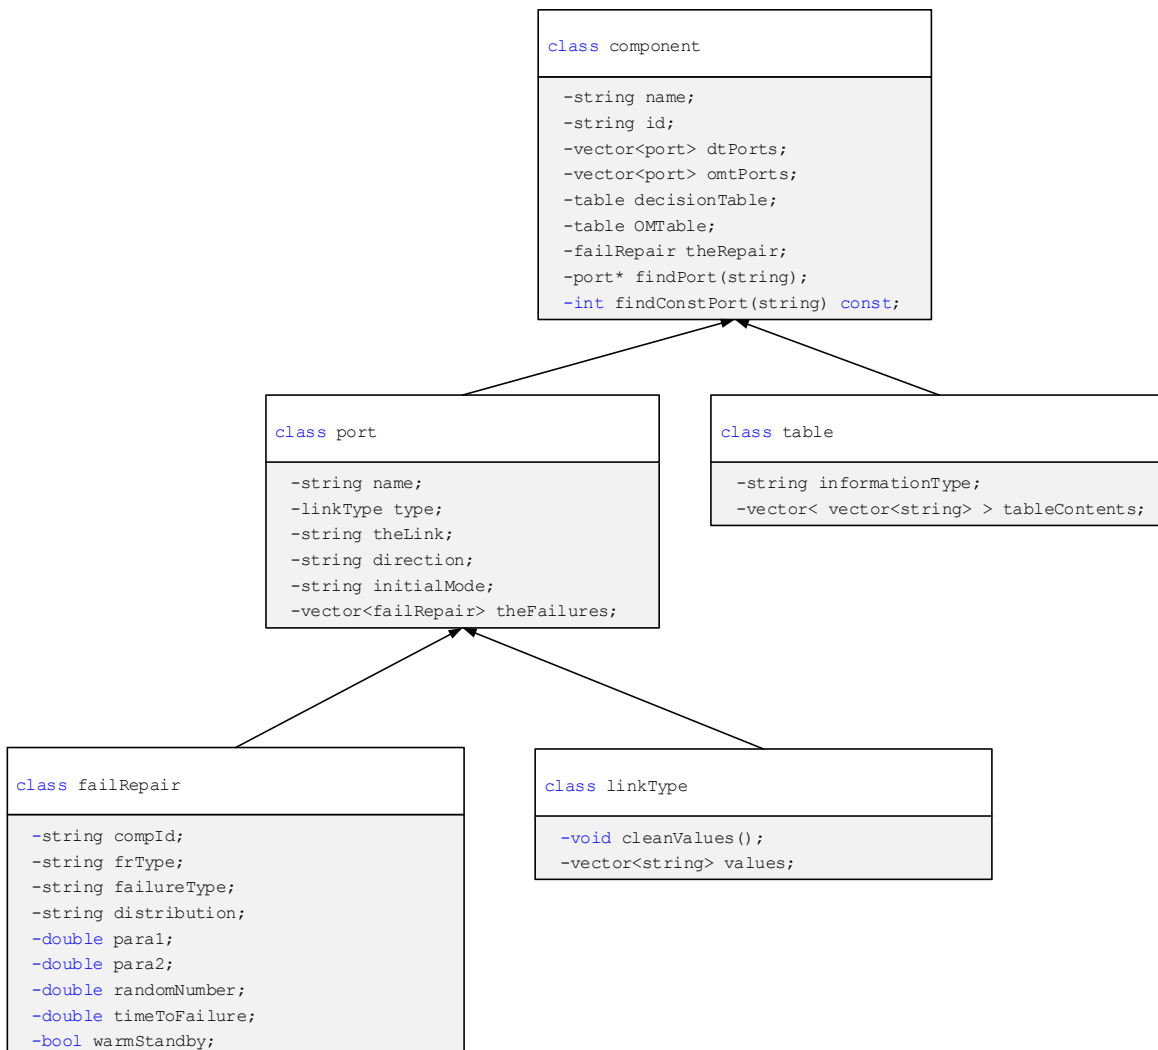 class component
-string name;
-string id;
-vector<port> dtPorts;
-vector<port> omtPorts;
-table decisionTable;
-table OMTable;
-failRepair theRepair;
-port* findPort(string);
-int findConstPort(string) const;
class port
-string name;
-linkType type;
-string theLink;
-string direction;
-string initialMode;
-vector<failRepair> theFailures;
class table
-string informationType;
-vector< vector<string> > tableContents;
class failRepair
-string compId;
-string frType;
-string failureType;
-string distribution;
-double para1;
-double para2;
-double randomNumber;
-double timeToFailure;
-bool warmStandby;
class linkType
-void cleanValues();
-vector<string> values;